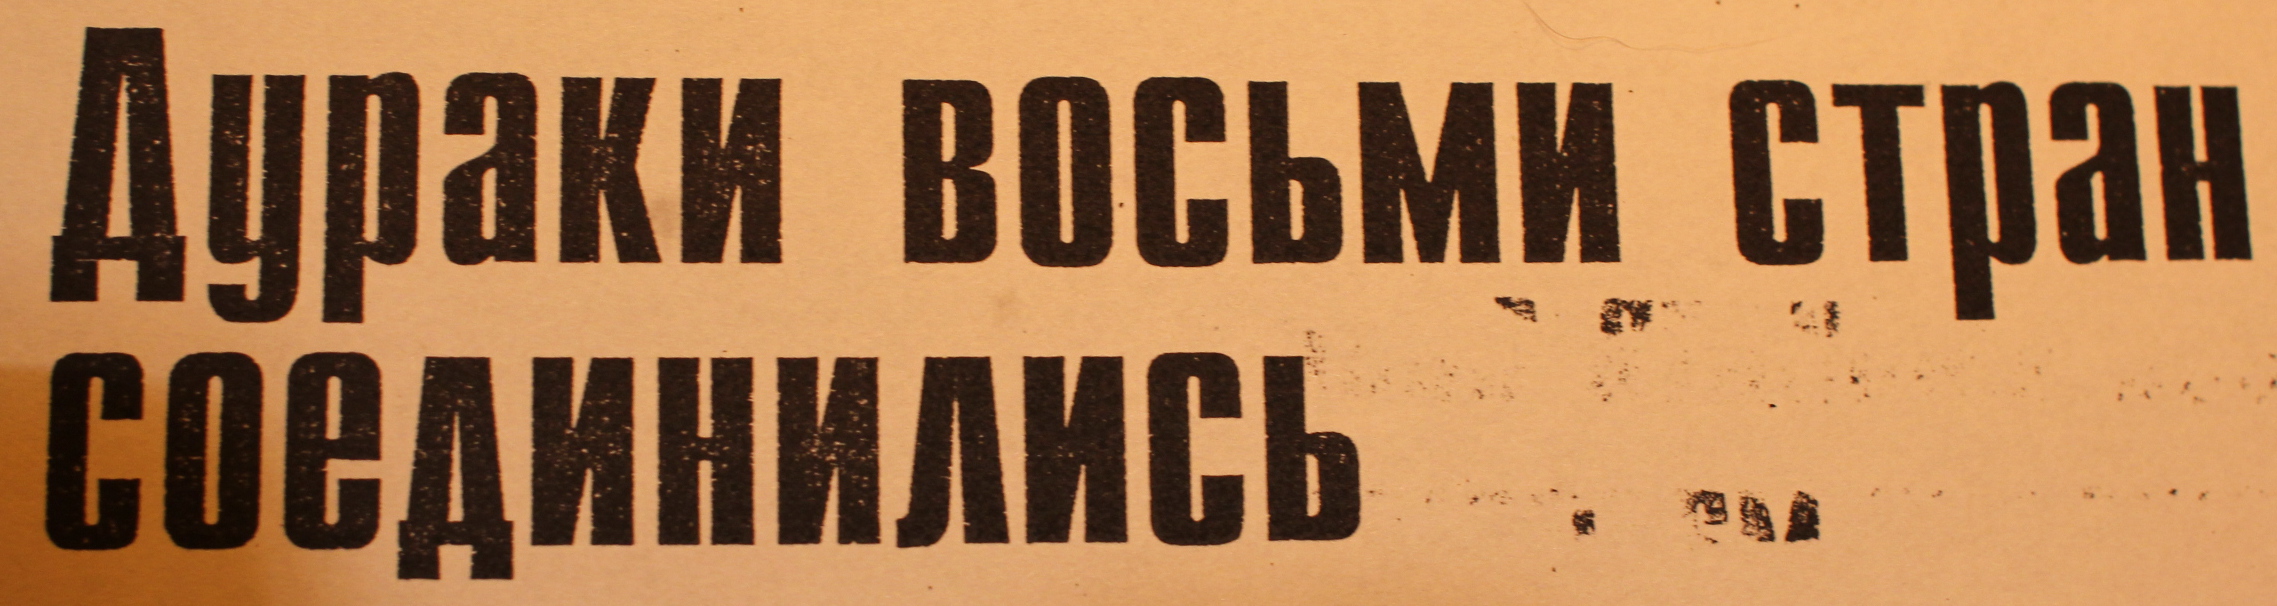 Дураки восьми стран
соединились